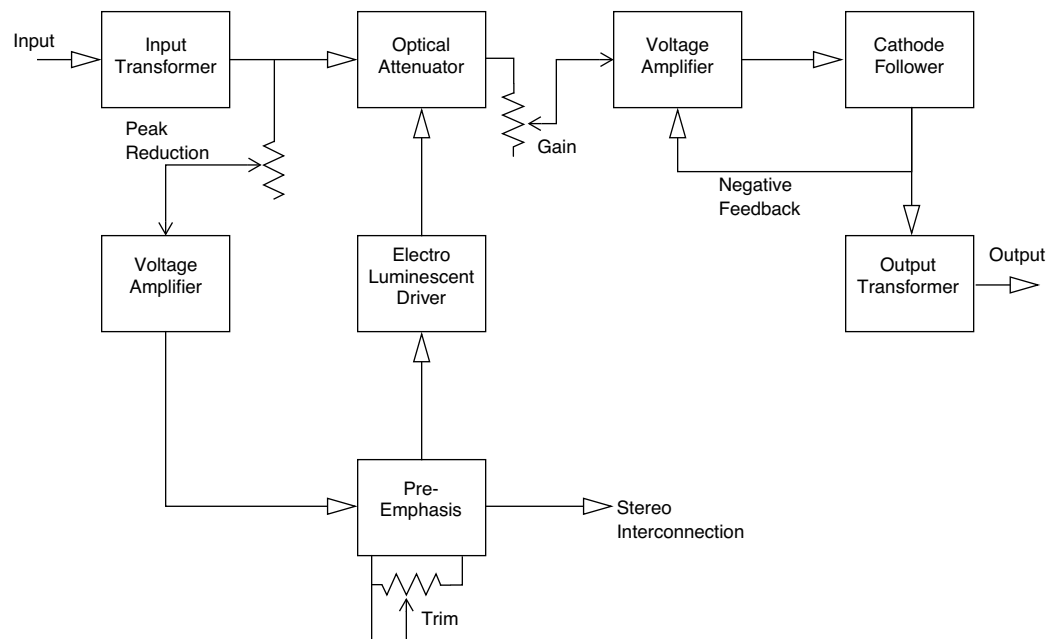 Input
Input
Transformer
Optical
Attenuator
Voltage
Amplifier
Cathode
Follower
Peak
Reduction
Gain
Negative
Feedback
Voltage
Amplifier
Electro
Luminescent
Driver
Output
Transformer
Output
Pre-
Emphasis
Stereo
Interconnection
Trim